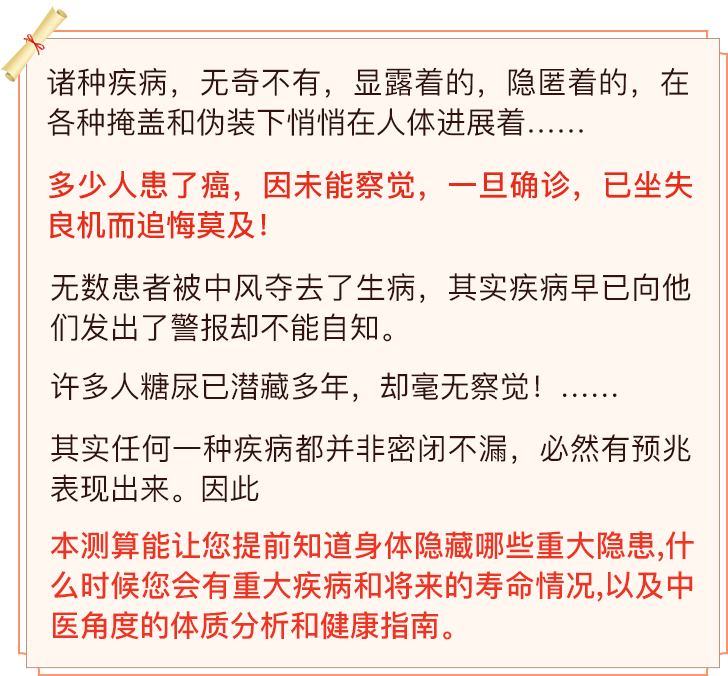 诸种疾病，无奇不有，显露着的，隐匿着的，在
各种掩盖和伪装下悄悄在人体进展着……
多少人患了癌，因未能察觉，一旦确诊，已坐失
良机而追悔莫及！
无数患者被中风夺去了生病，其实疾病早已向他
们发出了警报却不能自知。
许多人糖尿已潜藏多年，却毫无察觉！……
其实任何一种疾病都并非密闭不漏，必然有预兆
表现出来。因此
本测算能让您提前知道身体隐藏哪些重大隐患,什
么时候您会有重大疾病和将来的寿命情况,以及中
医角度的体质分析和健康指南。